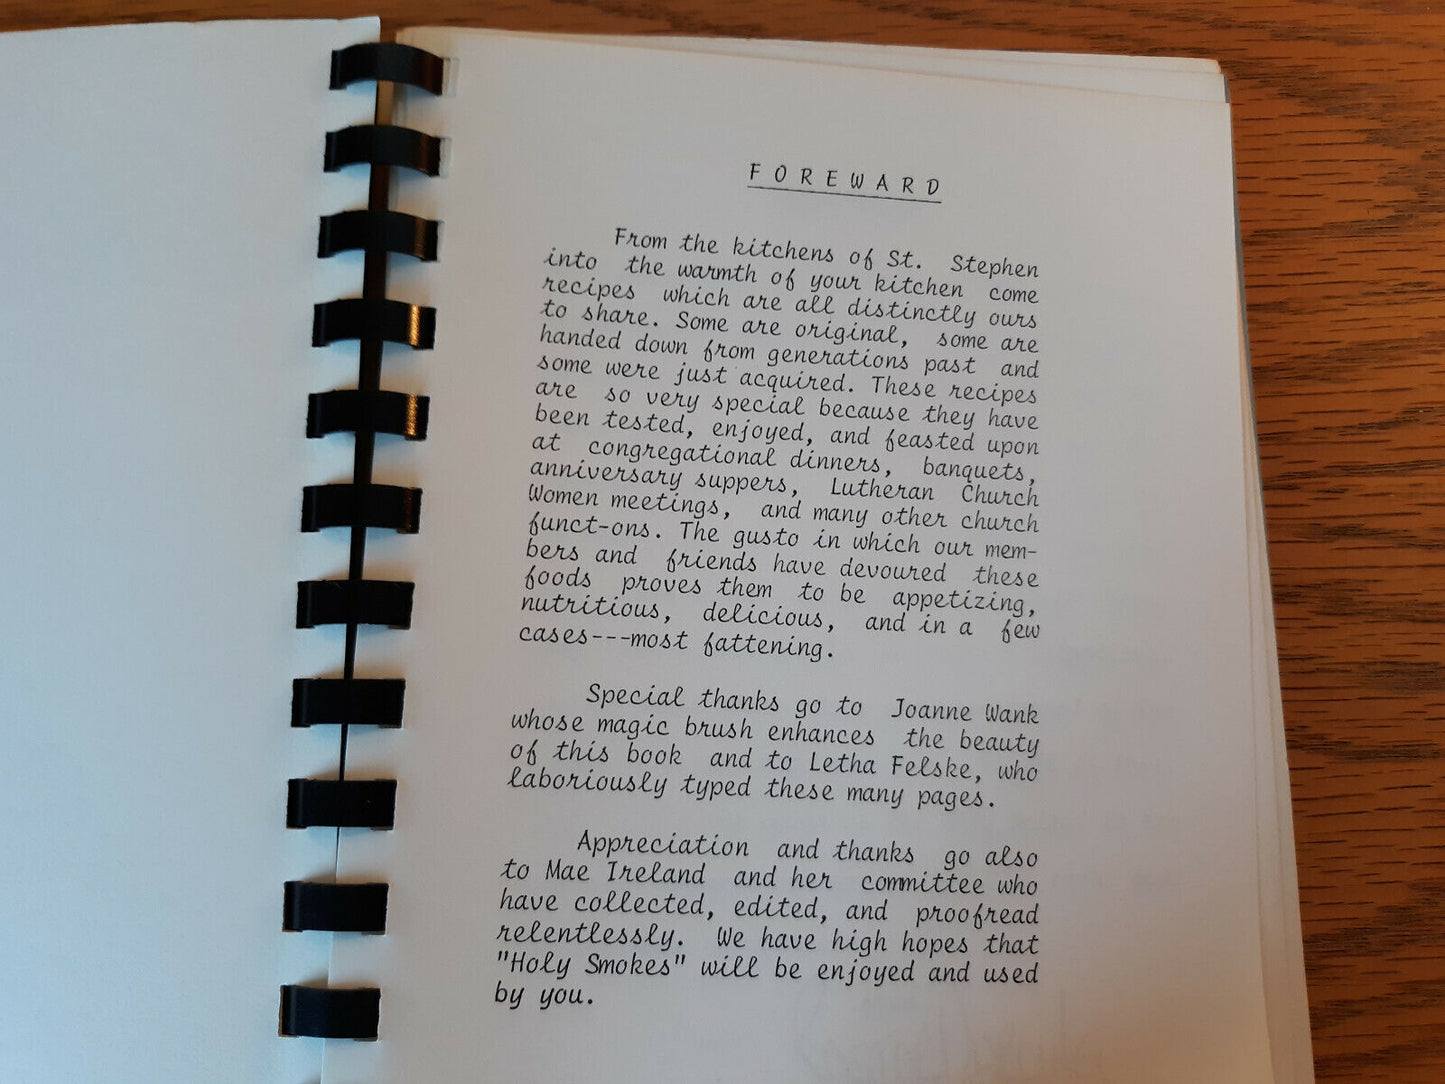 FOREWARD
From the kitchens of St. Stephen
into the warmth of your kitchen come
recipes which are all distinctly ours
to share. Some are original, some are
handed down from generations past and
some were just acquired. These recipes
are so very special because they have
been tested, enjoyed, and feasted upon
at congregational dinners, banquets,
anniversary suppers, Lutheran Church
Women meetings, and many other church
funct-ons. The gusto in which our mem-
bers and friends have devoured these
foods proves them to be appetizing,
nutritious, delicious, and in a few
cases---most fattening.
Special thanks go to Joanne Wank
whose magic brush enhances the beauty
of this book and to Letha Felske, who
laboriously typed these many pages.
Appreciation and thanks go also
to Mae Ireland and her committee who
have collected, edited, and proofread
relentlessly. We have high hopes that
"Holy Smokes" will be enjoyed and used
by you.